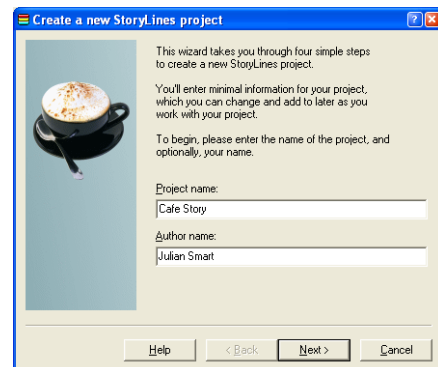 Create a new StoryLines project
This wizard takes you through four simple steps
to create a new StoryLines project.
You'll enter minimal information for your project,
which you can change and add to later as you
work with your project.
To begin, please enter the name of the project, and
optionally, your name.
Project name:
Cafe Story
Author name:
Julian Smart
Help
< Back
Next >
Cancel